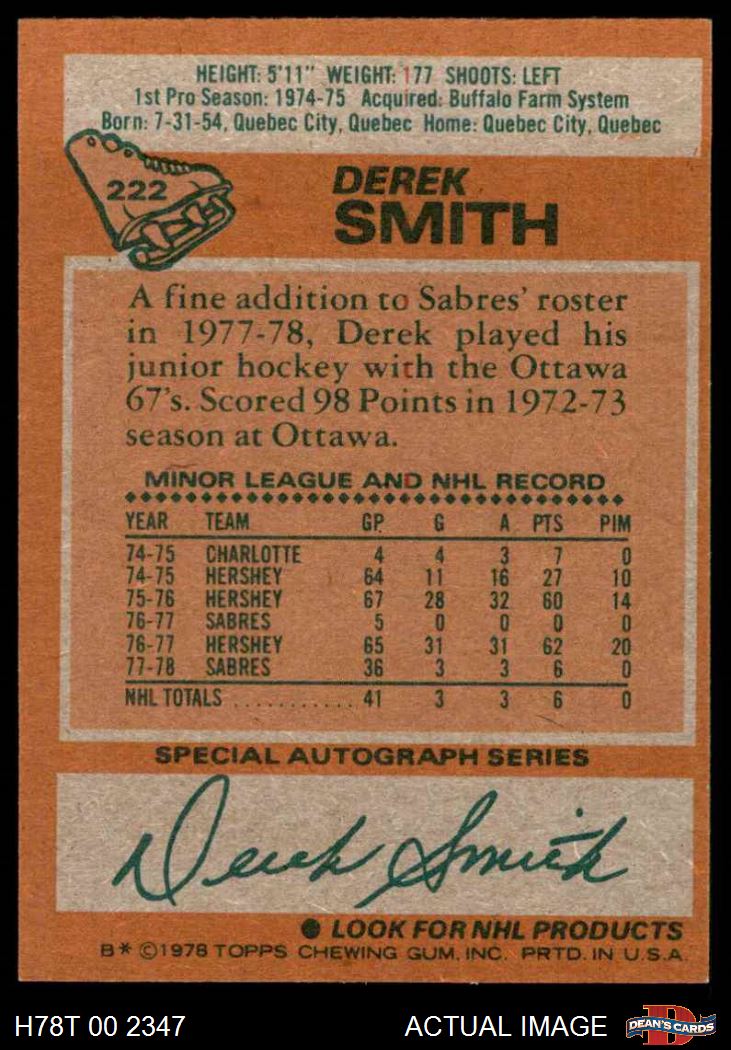 HEIGHT: 5'11" WEIGHT: 177 SHOOTS: LEFT
1st Pro Season: 1974-75 Acquired: Buffalo Farm System
Born: 7-31-54, Quebec City, Quebec Home: Quebec City, Quebec
222
DEREK
SMITH
A fine addition to Sabres' roster
in 1977-78, Derek played his
junior hockey with the Ottawa
67's. Scored 98 Points in 1972-73
season at Ottawa.
MINOR LEAGUE AND NHL RECORD
YEAR TEAM GP G A PTS PIM
74-75 CHARLOTTE 4 4 3 7 0
74-75 HERSHEY 64 11 16 27 10
75-76 HERSHEY 67 28 32 60 14
76-77 SABRES 5 0 0 0 0
76-77 HERSHEY 65 31 31 62 20
77-78 SABRES 36 3 3 6 0
NHL TOTALS ............ 41 3 3 6 0
SPECIAL AUTOGRAPH SERIES
Derek Smith
● LOOK FOR NHL PRODUCTS
B* ©1978 TOPPS CHEWING GUM, INC. PRTD. IN U.S.A.
H78T 00 2347 ACTUAL IMAGE D DEAN'S CARDS